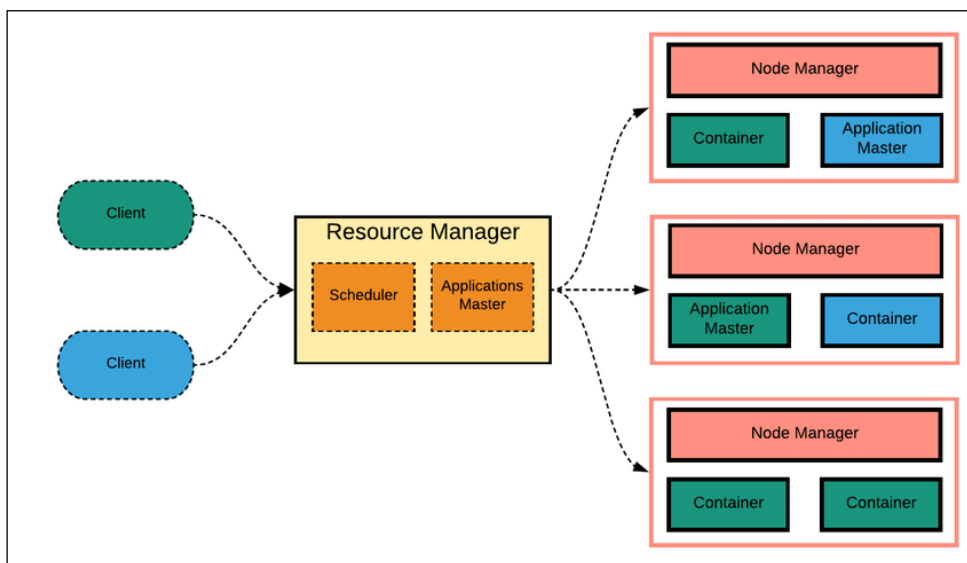 Client
Client
Resource Manager
Scheduler
Applications
Master
Node Manager
Container
Application
Master
Node Manager
Application
Master
Container
Node Manager
Container
Container